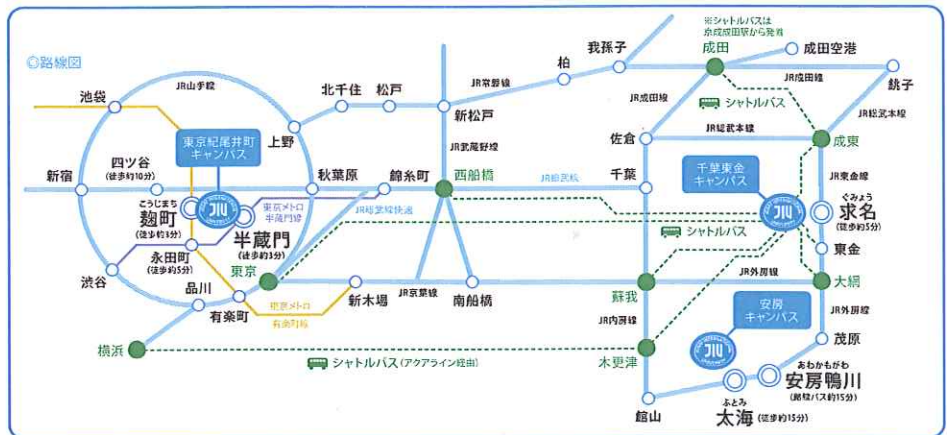 ◎路線図
※シャトルバスは
京成成田駅から発着
成田
成田空港
我孫子
柏
JR常磐線
JR成田線
銚子
JR山手線
池袋
北千住
松戸
新松戸
JR成田線
シャトルバス
JR総武本線
上野
東京紀尾井町
キャンパス
JR武蔵野線
佐倉
JR総武本線
成東
四ツ谷
(徒歩約10分)
新宿
秋葉原
錦糸町
西船橋
JR総武線
千葉
千葉東金
キャンパス
JR東金線
こうじまち
麹町
(徒歩約3分)
JIU
東京メトロ
半蔵門線
JR総武線快速
シャトルバス
JIU
ぐみょう
求名
(徒歩約5分)
半蔵門
(徒歩約3分)
永田町
(徒歩約5分)
東金
渋谷
東京
品川
有楽町
東京メトロ
有楽町線
新木場
JR京葉線
南船橋
蘇我
JR外房線
大網
安房
キャンパス
JR内房線
JR外房線
横浜
シャトルバス(アクアライン経由)
木更津
JIU
茂原
あわかもがわ
安房鴨川
(路線バス約15分)
館山
ふとみ
太海
(徒歩約15分)